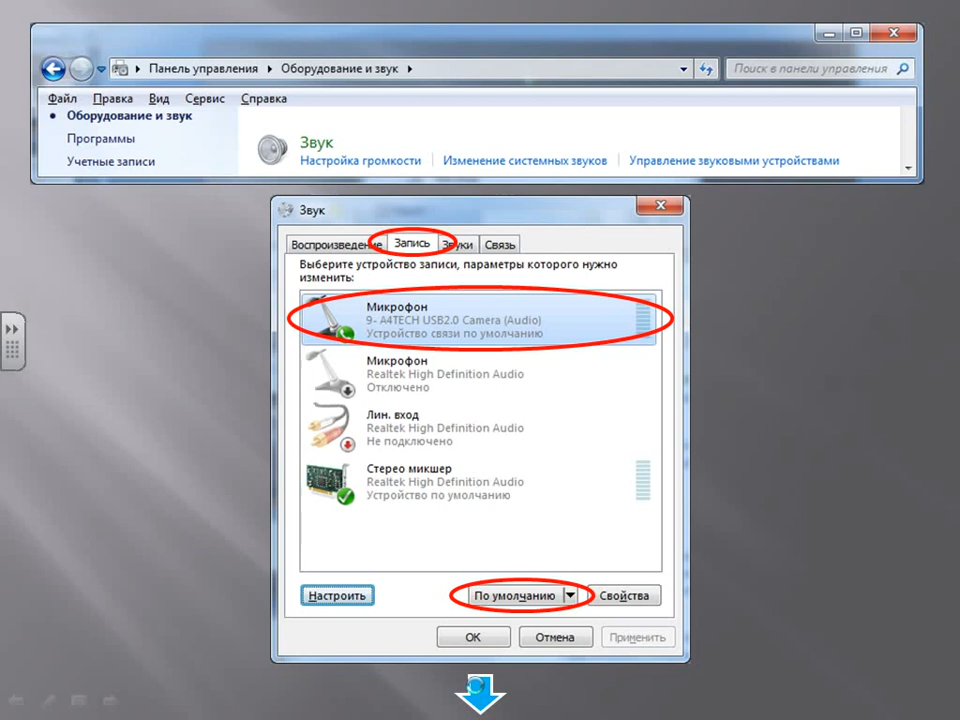 Панель управления Оборудование и звук
Поиск в панели управления
Файл Правка Вид Сервис Справка
Оборудование и звук
Программы
Учетные записи
Звук
Настройка громкости Изменение системных звуков Управление звуковыми устройствами
Звук
Воспроизведение Запись Звуки Связь
Выберите устройство записи, параметры которого нужно
изменить:
Микрофон
9- A4TECH USB2.0 Camera (Audio)
Устройство связи по умолчанию
Микрофон
Realtek High Definition Audio
Отключено
Лин. вход
Realtek High Definition Audio
Не подключено
Стерео микшер
Realtek High Definition Audio
Устройство по умолчанию
Настроить По умолчанию Свойства
ОК Отмена Применить